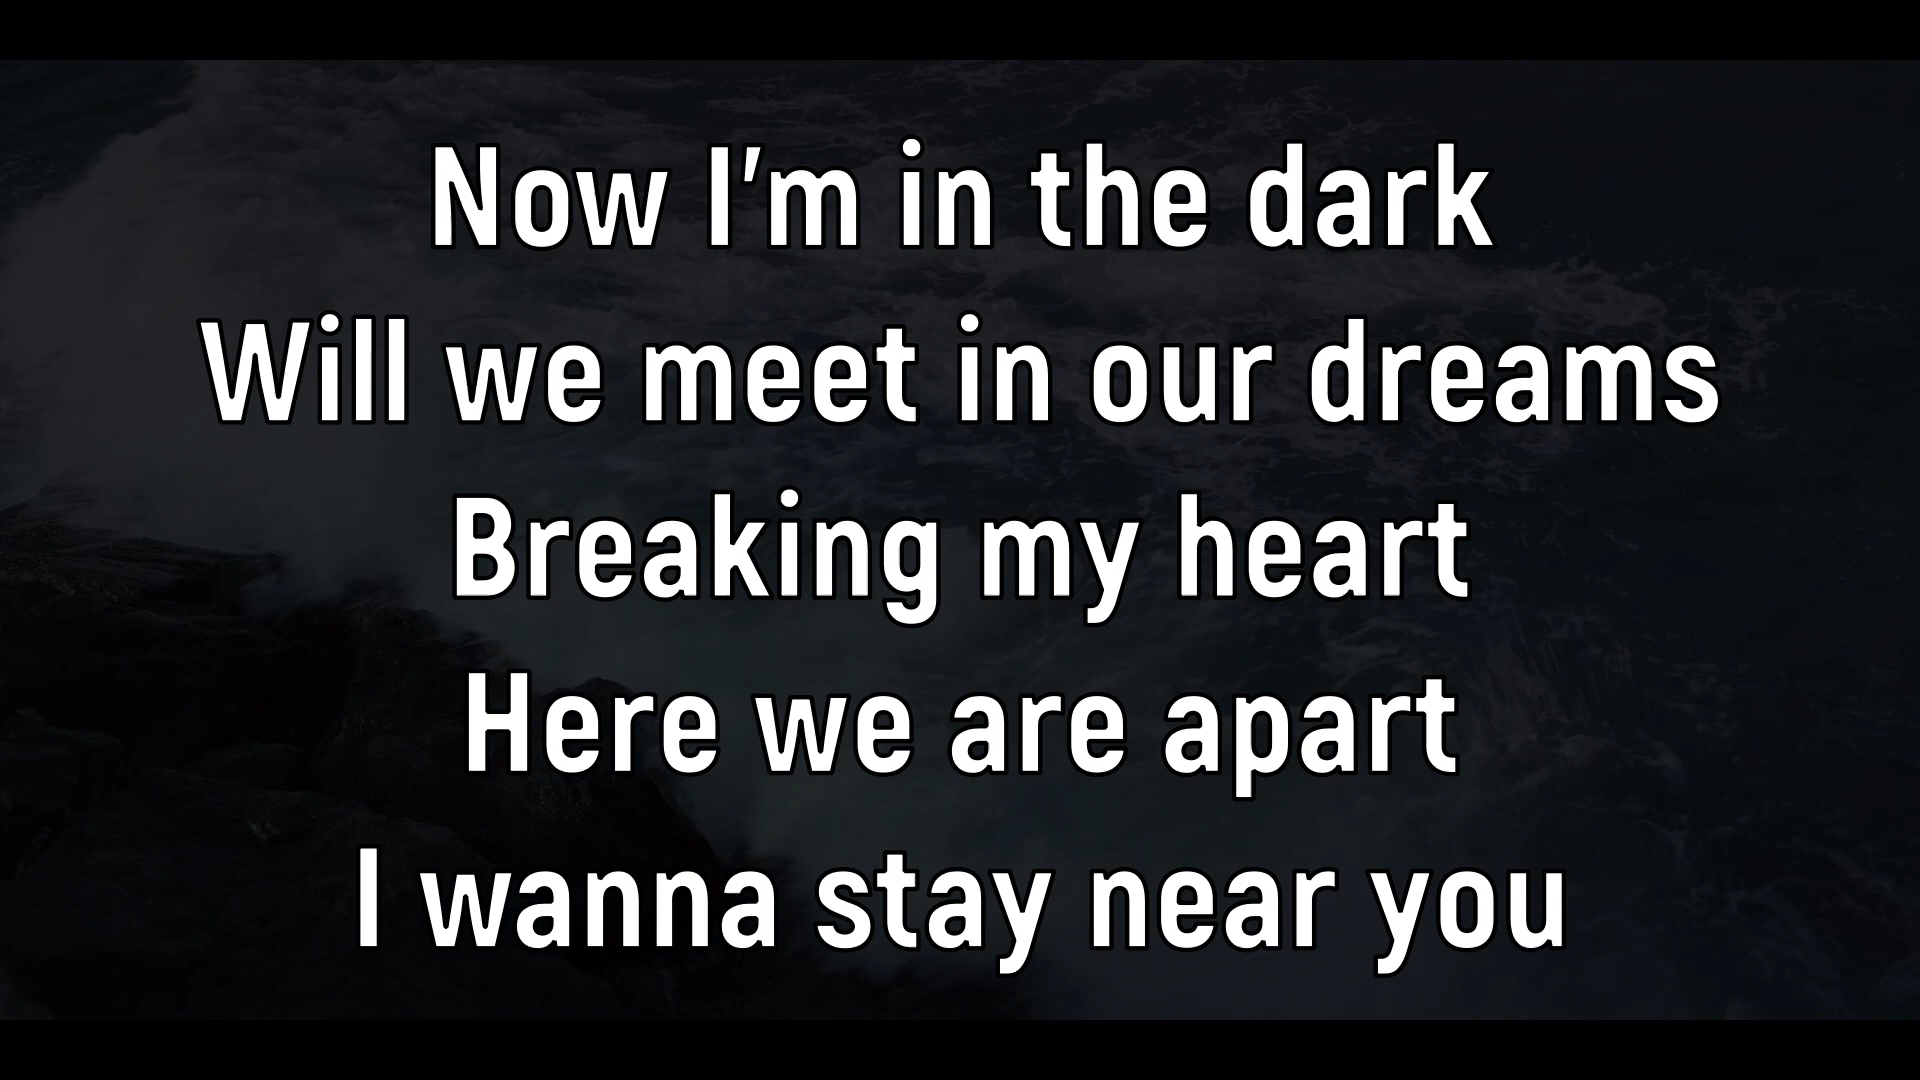 Now I'm in the dark
Will we meet in our dreams
Breaking my heart
Here we are apart
I wanna stay near you